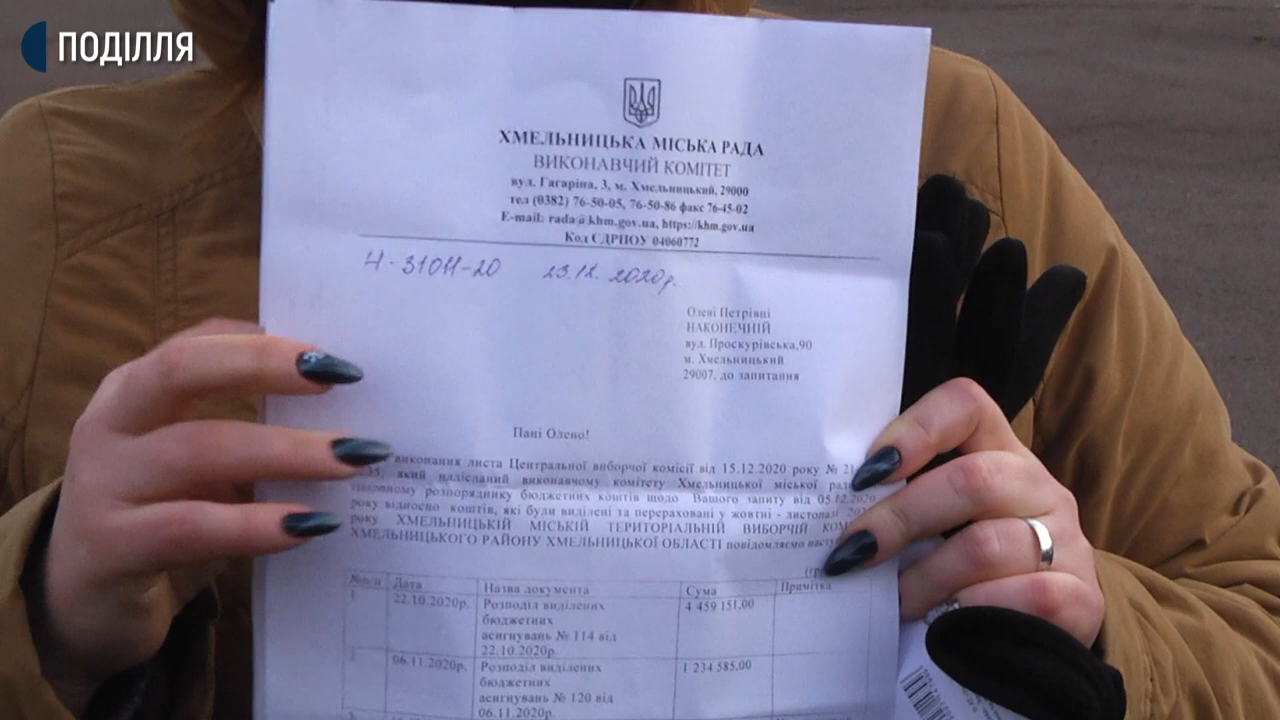 ПОДІЛЛЯ
ХМЕЛЬНИЦЬКА МІСЬКА РАДА
ВИКОНАВЧИЙ КОМІТЕТ
вул. Гагаріна, 3, м. Хмельницький, 29000
тел (0382) 76-50-05, 76-50-86 факс 76-45-02
E-mail: rada@khm.gov.ua, https://khm.gov.ua
Код ЄДРПОУ 04060772
Н-31011-20 23.12.2020р.
Олені Петрівні
НАКОНЕЧНІЙ
вул. Проскурівська,90
м. Хмельницький
29007, до запитання
Пані Олено!
виконання листа Центральної виборчої комісії від 15.12.2020 року № 21
який надісланий виконавчому комітету Хмельницької міської
розпоряднику бюджетних коштів щодо Вашого запиту від 05.12.2020
року відносно коштів, які були виділені та перераховані у жовтні - листопаді
року ХМЕЛЬНИЦЬКІЙ МІСЬКІЙ ТЕРИТОРІАЛЬНІЙ ВИБОРЧІЙ
ХМЕЛЬНИЦЬКОГО РАЙОНУ ХМЕЛЬНИЦЬКОЇ ОБЛАСТІ повідомляємо
Дата Назва документа Сума Примітка
1 22.10.2020р. Розподіл виділених 4 459 151,00
бюджетних
асигнувань № 114 від
22.10.2020р
2 06.11.2020р. Розподіл виділених 1 234 585,00
бюджетних
асигнувань № 120 від
06.11.2020р